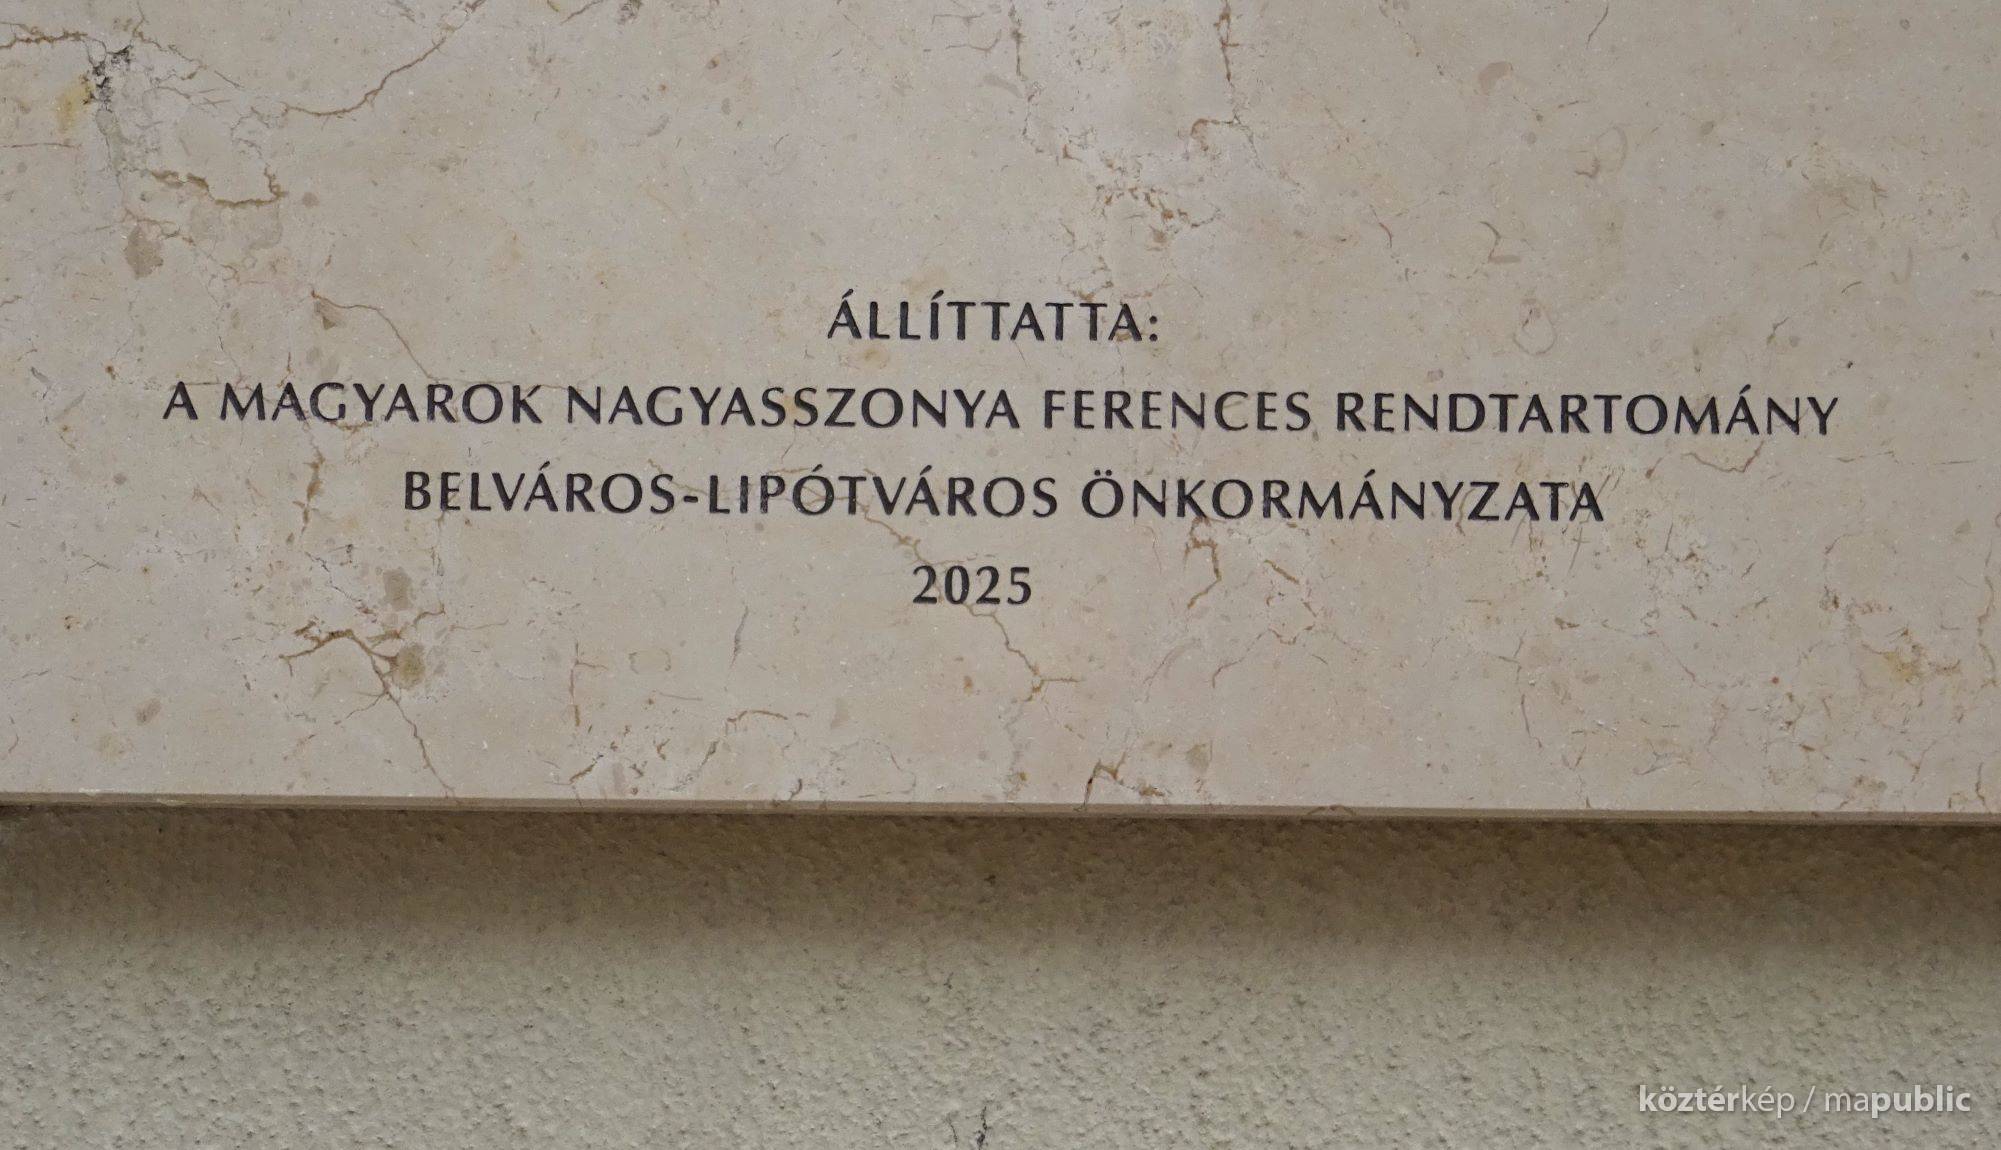 ÁLLÍTTATTA:
A MAGYAROK NAGYASSZONYA FERENCES RENDTARTOMÁNY
BELVÁROS-LIPÓTVÁROS ÖNKORMÁNYZATA
2025
köztérkép / mapublic